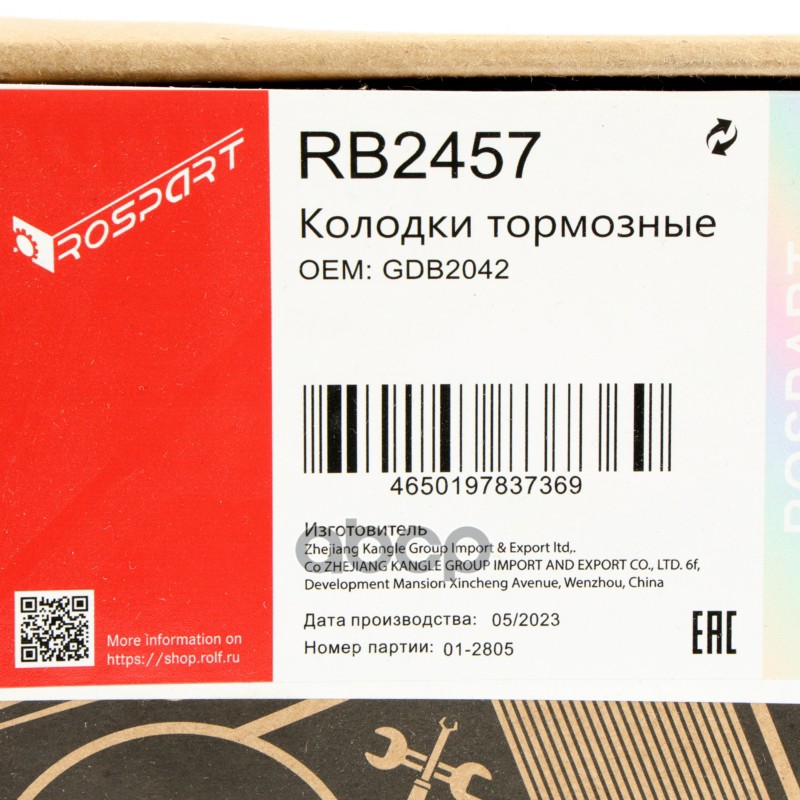 ROSPART
RB2457
Колодки тормозные
OEM: GDB2042
4650197837369
Изготовитель
Zhejiang Kangle Group Import & Export ltd,.
Co ZHEJIANG KANGLE GROUP IMPORT AND EXPORT CO., LTD. 6f,
Development Mansion Xincheng Avenue, Wenzhou, China
Дата производства: 05/2023
Номер партии: 01-2805
EAC
More information on
https://shop.rolf.ru
abcp
ROSPART